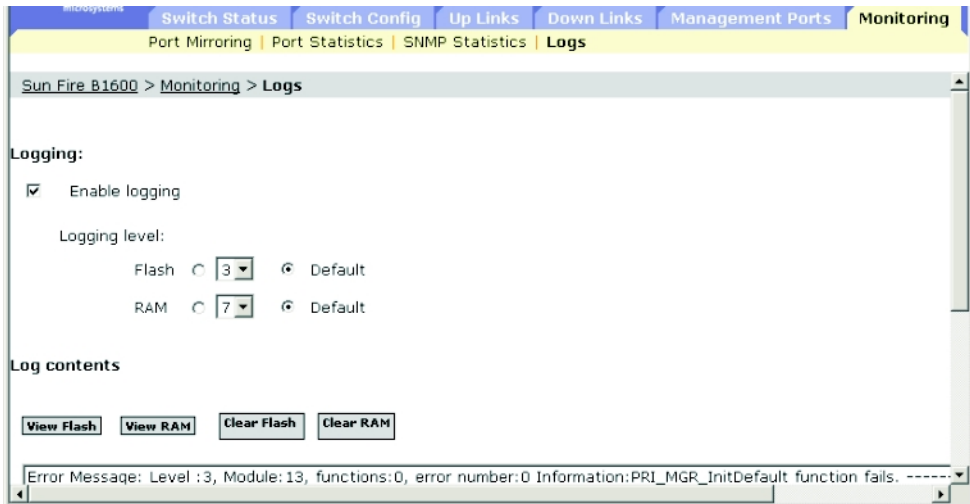 microsystems
Switch Status Switch Config Up Links Down Links Management Ports Monitoring
Port Mirroring | Port Statistics | SNMP Statistics | Logs
Sun Fire B1600 > Monitoring > Logs
Logging:
Enable logging
Logging level:
Flash 3 Default
RAM 7 Default
Log contents
View Flash View RAM Clear Flash Clear RAM
Error Message: Level :3, Module:13, functions:0, error number:0 Information:PRI_MGR_InitDefault function fails. ------